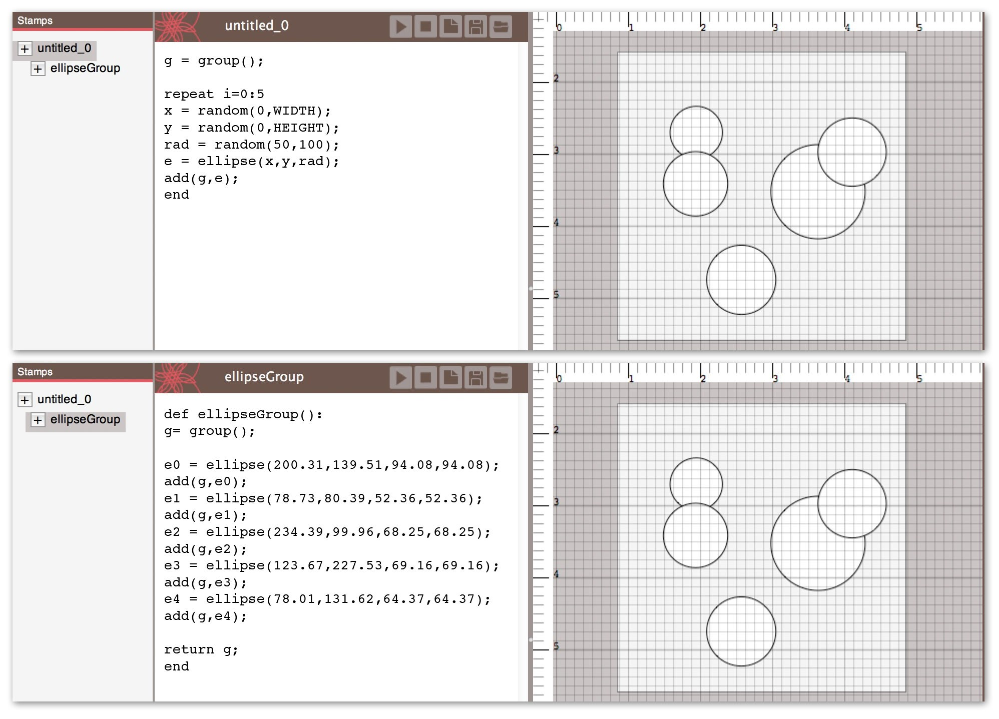 Stamps
untitled_0
ellipseGroup
untitled_0
g = group();
repeat i=0:5
x = random(0,WIDTH);
y = random(0,HEIGHT);
rad = random(50,100);
e = ellipse(x,y,rad);
add(g,e);
end
0 1 2 3 4 5
2
3
4
5
Stamps
untitled_0
ellipseGroup
ellipseGroup
def ellipseGroup():
g= group();
e0 = ellipse(200.31,139.51,94.08,94.08);
add(g,e0);
e1 = ellipse(78.73,80.39,52.36,52.36);
add(g,e1);
e2 = ellipse(234.39,99.96,68.25,68.25);
add(g,e2);
e3 = ellipse(123.67,227.53,69.16,69.16);
add(g,e3);
e4 = ellipse(78.01,131.62,64.37,64.37);
add(g,e4);
return g;
end
0 1 2 3 4 5
2
3
4
5